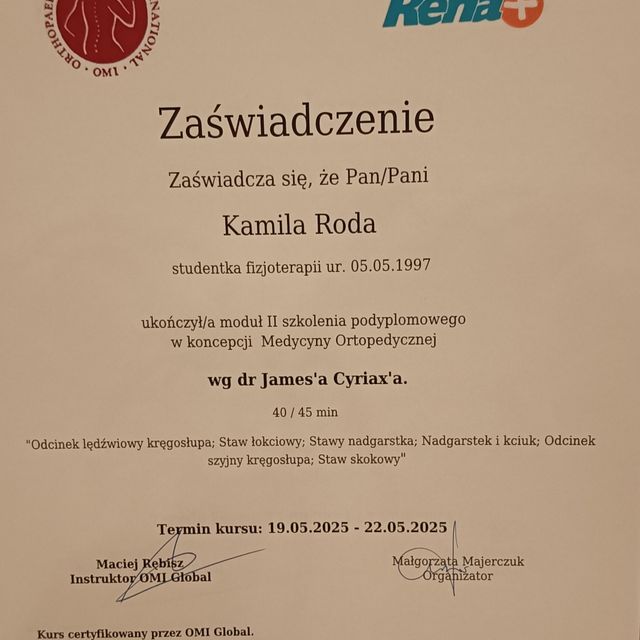 ORTHOPAE NATIONAL
· OMI ·
Reha+
Zaświadczenie
Zaświadcza się, że Pan/Pani
Kamila Roda
studentka fizjoterapii ur. 05.05.1997
ukończył/a moduł II szkolenia podyplomowego
w koncepcji Medycyny Ortopedycznej
wg dr James'a Cyriax'a.
40 / 45 min
"Odcinek lędźwiowy kręgosłupa; Staw łokciowy; Stawy nadgarstka; Nadgarstek i kciuk; Odcinek
szyjny kręgosłupa; Staw skokowy"
Termin kursu: 19.05.2025 - 22.05.2025
Maciej Rębisz
Instruktor OMI Global
Małgorzata Majerczuk
Organizator
Kurs certyfikowany przez OMI Global.